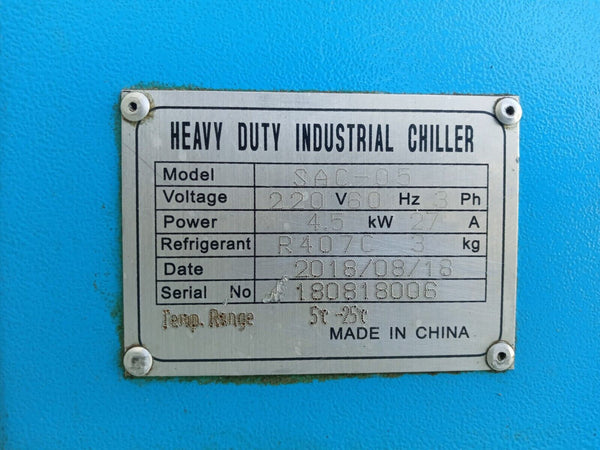 HEAVY DUTY INDUSTRIAL CHILLER
Model SAC-05
Voltage 220 V 60 Hz 3 Ph
Power 4.5 kW 27 A
Refrigerant R407C 3 kg
Date 2018/08/18
Serial No 180818006
Temp. Range 5℃-25℃
MADE IN CHINA